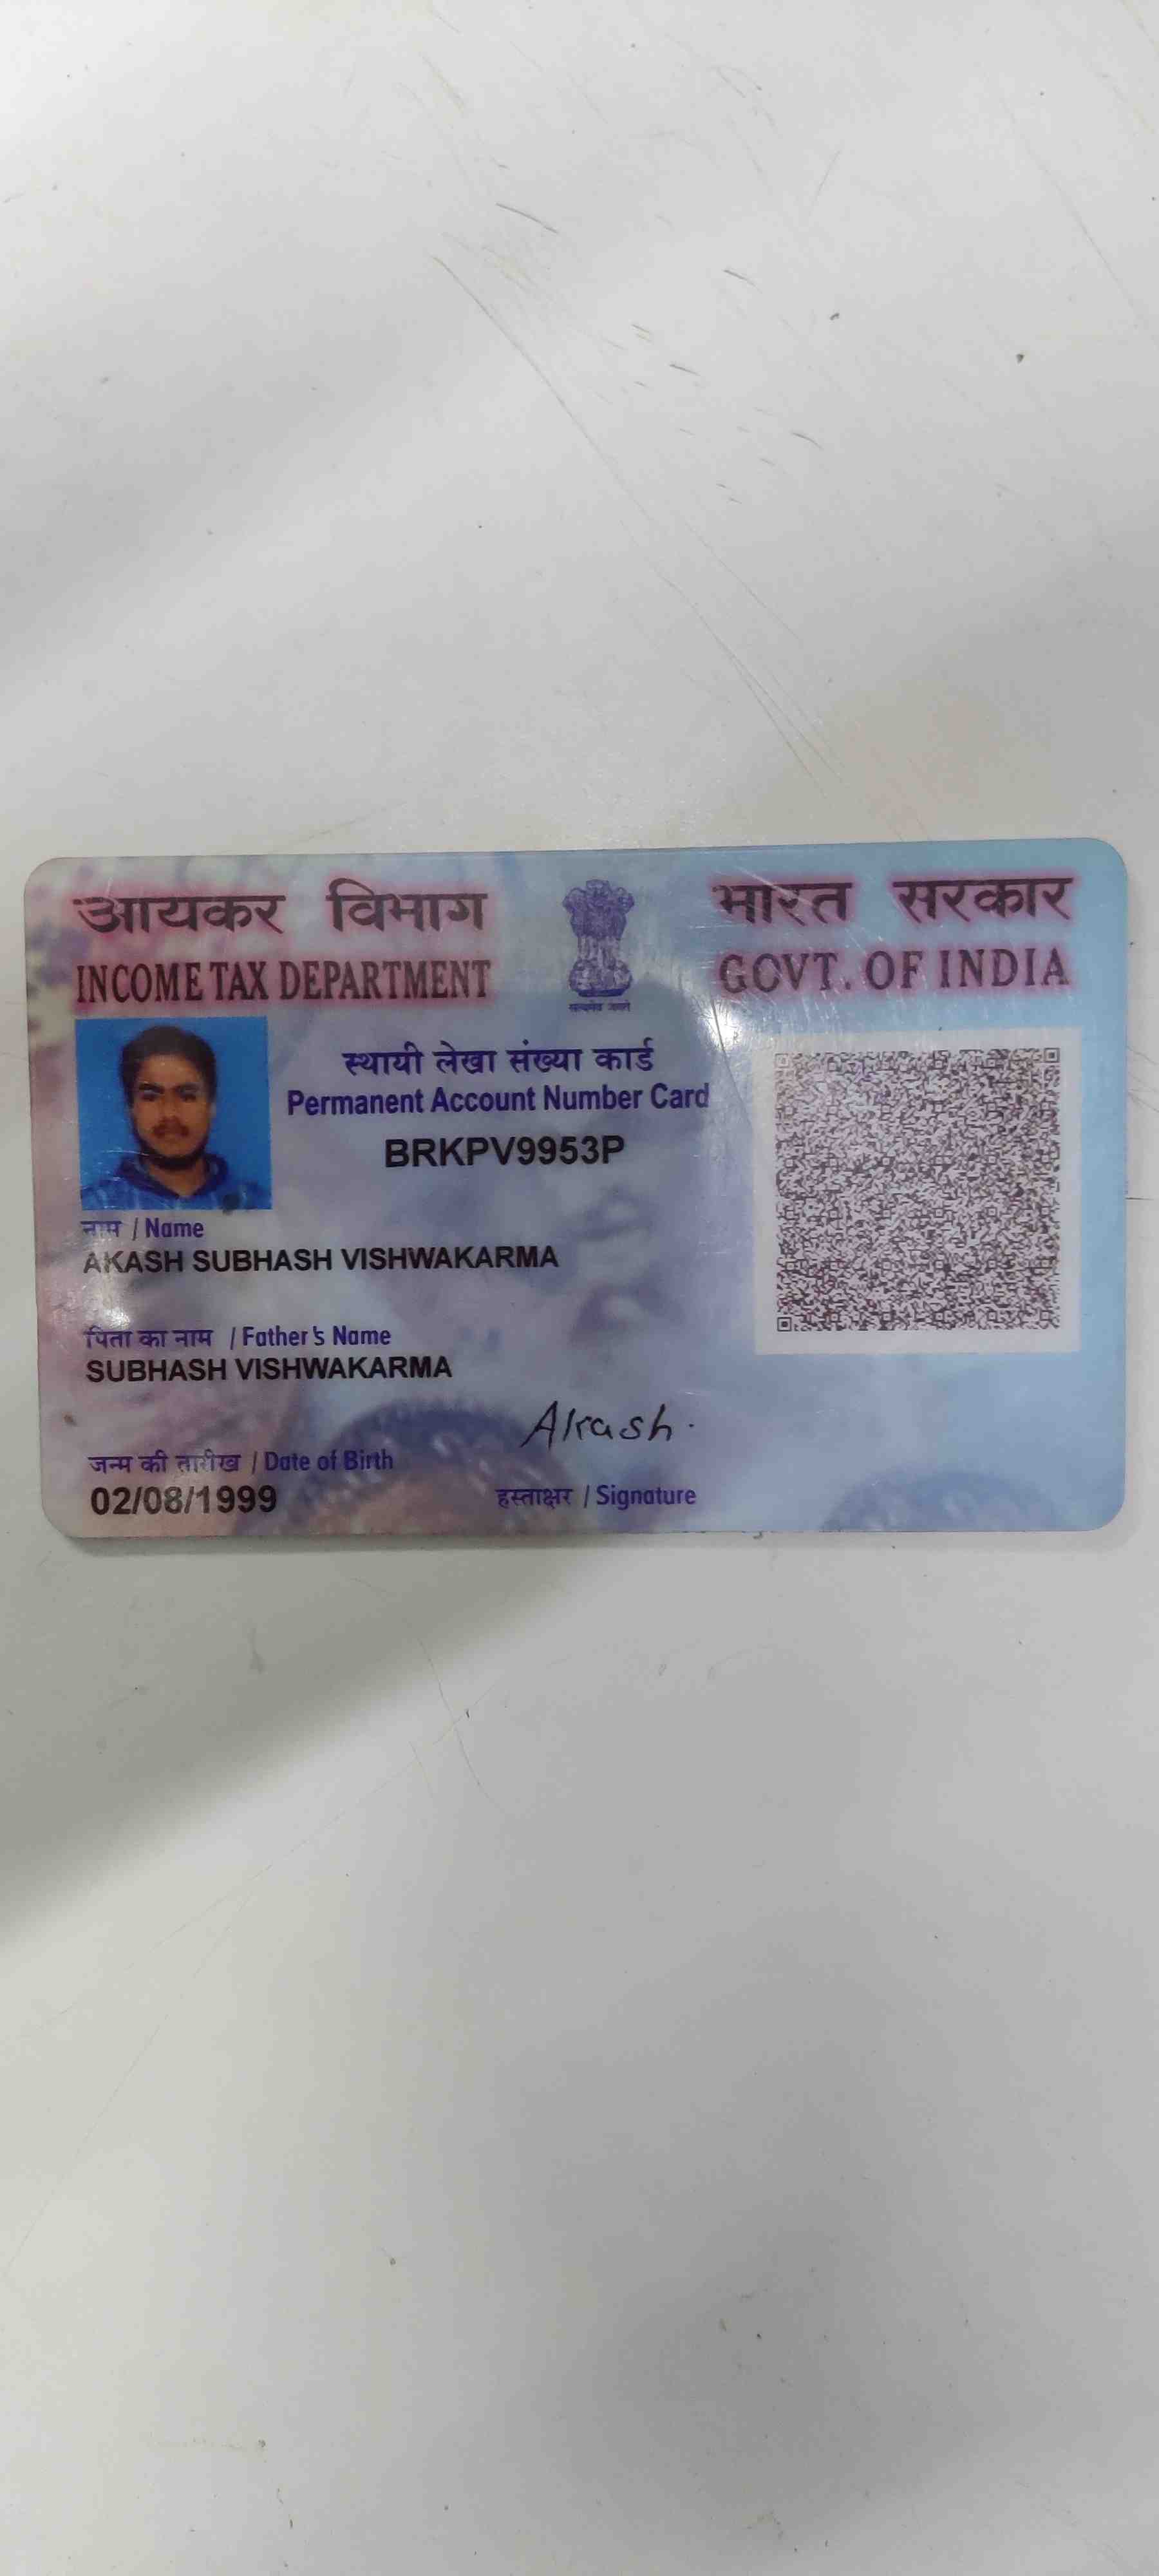 आयकर विभाग
INCOME TAX DEPARTMENT
सत्यमेव जयते
भारत सरकार
GOVT. OF INDIA
स्थायी लेखा संख्या कार्ड
Permanent Account Number Card
BRKPV9953P
नाम / Name
AKASH SUBHASH VISHWAKARMA
पिता का नाम / Father's Name
SUBHASH VISHWAKARMA
जन्म की तारीख / Date of Birth
02/08/1999
Akash.
हस्ताक्षर / Signature